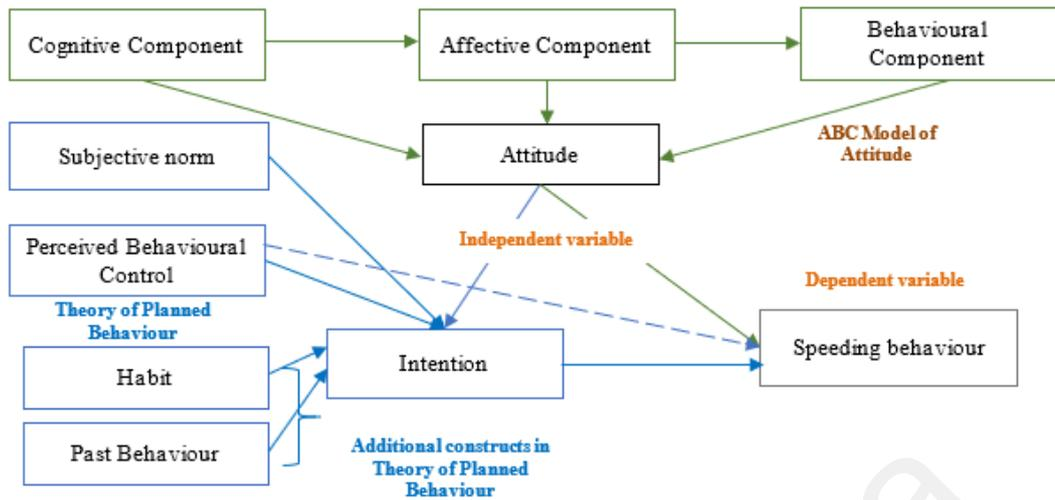 Cognitive Component
Affective Component
Behavioural
Component
Subjective norm
Attitude
ABC Model of
Attitude
Perceived Behavioural
Control
Independent variable
Dependent variable
Theory of Planned
Behaviour
Habit
Intention
Speeding behaviour
Past Behaviour
Additional constructs in
Theory of Planned
Behaviour